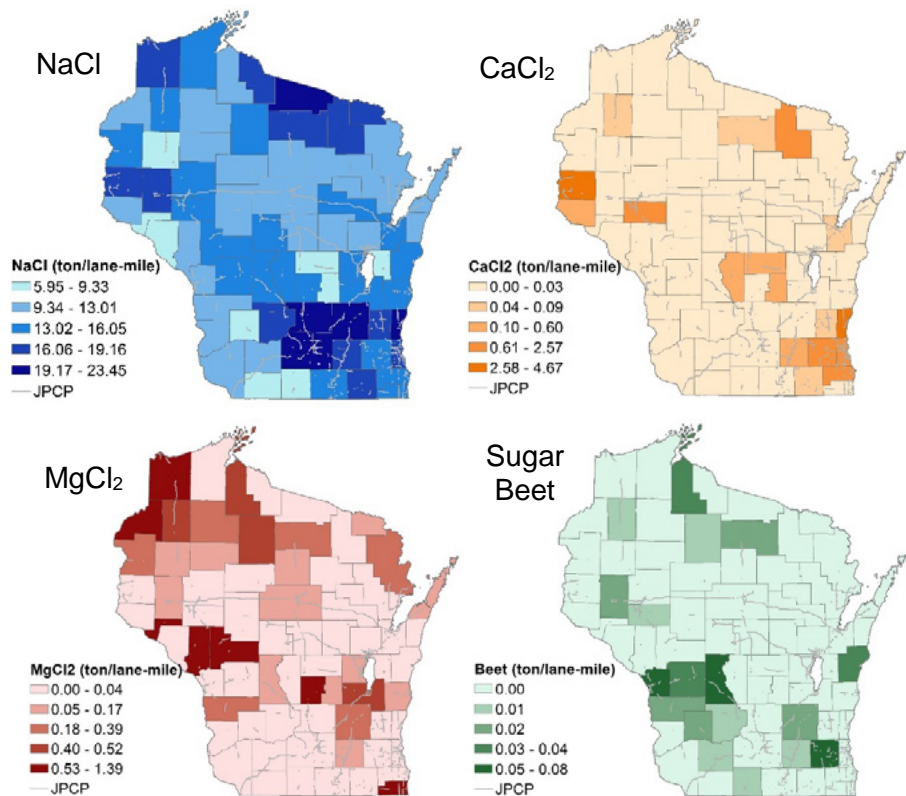 NaCl
NaCl (ton/lane-mile)
5.95 - 9.33
9.34 - 13.01
13.02 - 16.05
16.06 - 19.16
19.17 - 23.45
JPCP
CaCl₂
CaCl2 (ton/lane-mile)
0.00 - 0.03
0.04 - 0.09
0.10 - 0.60
0.61 - 2.57
2.58 - 4.67
JPCP
MgCl₂
MgCl2 (ton/lane-mile)
0.00 - 0.04
0.05 - 0.17
0.18 - 0.39
0.40 - 0.52
0.53 - 1.39
JPCP
Sugar
Beet
Beet (ton/lane-mile)
0.00
0.01
0.02
0.03 - 0.04
0.05 - 0.08
JPCP